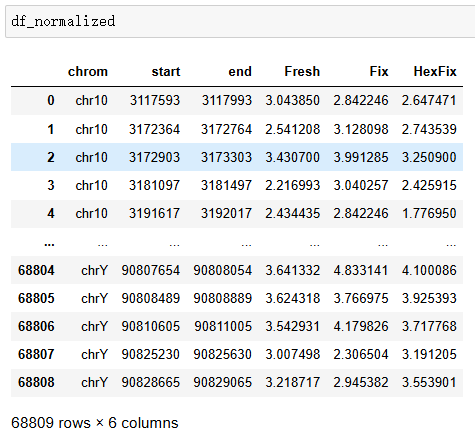 df_normalized
chrom start end Fresh Fix HexFix
0 chr10 3117593 3117993 3.043850 2.842246 2.647471
1 chr10 3172364 3172764 2.541208 3.128098 2.743539
2 chr10 3172903 3173303 3.430700 3.991285 3.250900
3 chr10 3181097 3181497 2.216993 3.040257 2.425915
4 chr10 3191617 3192017 2.434435 2.842246 1.776950
... ... ... ... ... ... ...
68804 chrY 90807654 90808054 3.641332 4.833141 4.100086
68805 chrY 90808489 90808889 3.624318 3.766975 3.925393
68806 chrY 90810605 90811005 3.542931 4.179826 3.717768
68807 chrY 90825230 90825630 3.007498 2.306504 3.191205
68808 chrY 90828665 90829065 3.218717 2.945382 3.553901
68809 rows × 6 columns